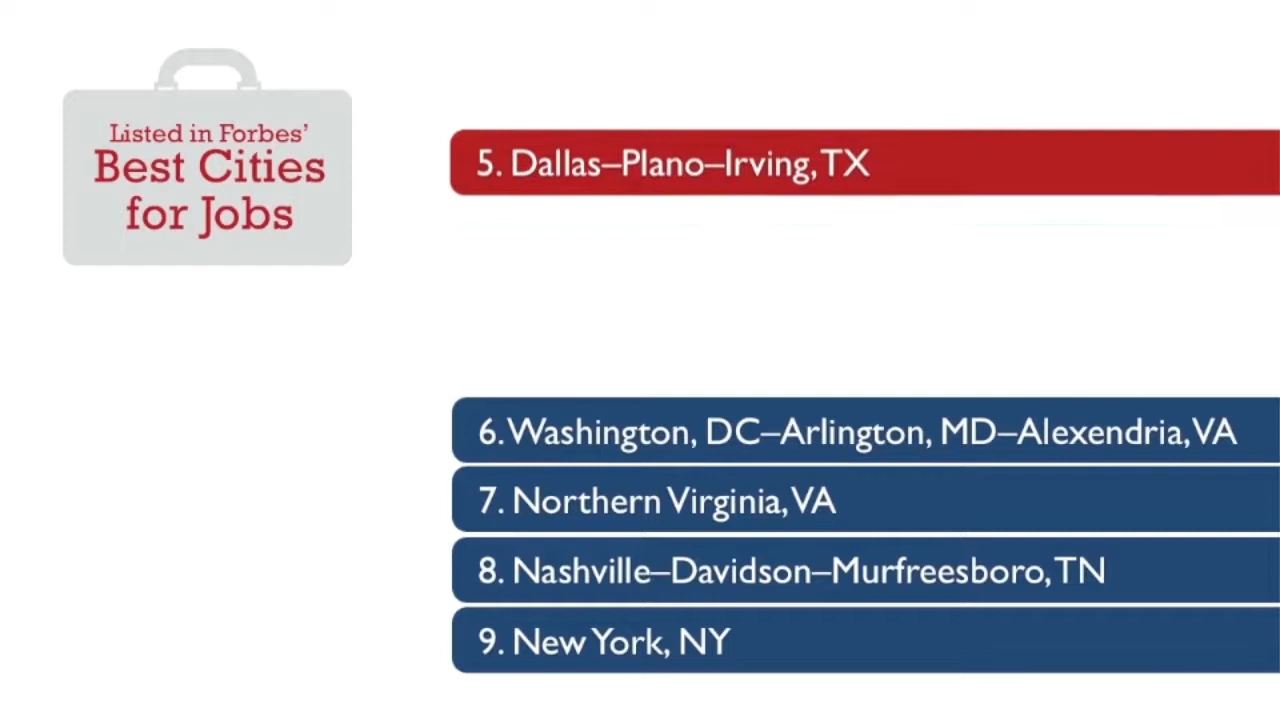 Listed in Forbes’
Best Cities
for Jobs
5. Dallas–Plano–Irving, TX
6. Washington, DC–Arlington, MD–Alexendria, VA
7. Northern Virginia, VA
8. Nashville–Davidson–Murfreesboro, TN
9. New York, NY